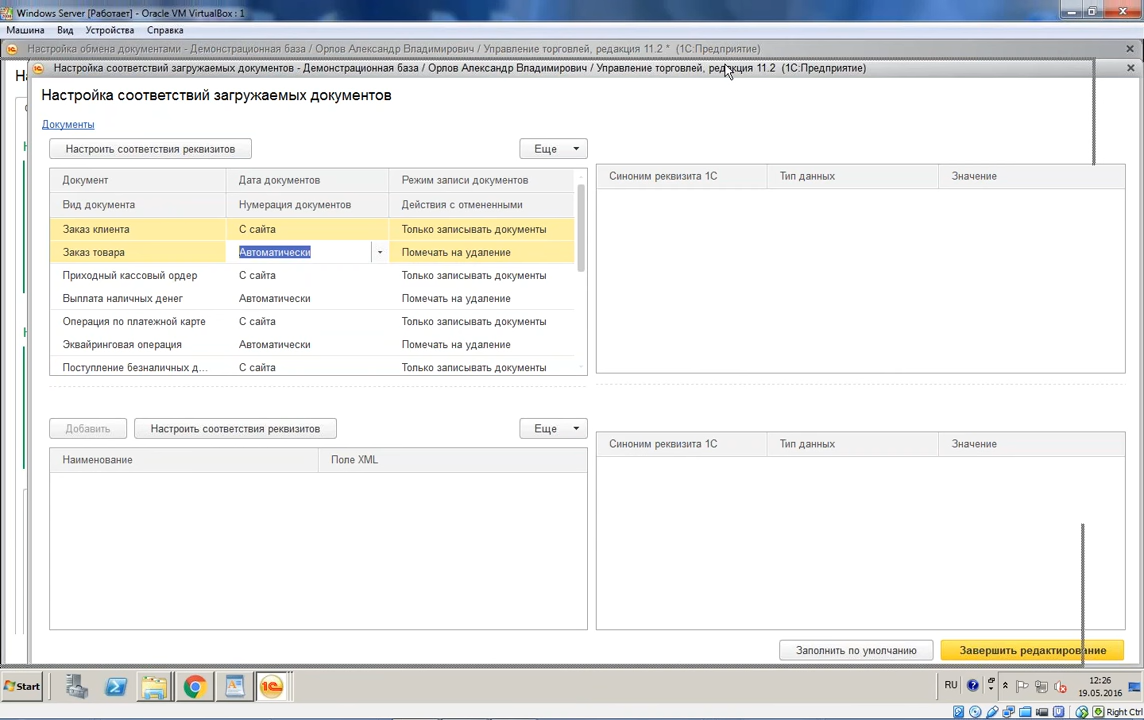 Windows Server [Работает] - Oracle VM VirtualBox : 1
Машина Вид Устройства Справка
Настройка обмена документами - Демонстрационная база / Орлов Александр Владимирович / Управление торговлей, редакция 11.2 * (1С:Предприятие)
Настройка соответствий загружаемых документов - Демонстрационная база / Орлов Александр Владимирович / Управление торговлей, редакция 11.2 (1С:Предприятие)
Настройка соответствий загружаемых документов
Документы
Настроить соответствия реквизитов Еще
Документ Дата документов Режим записи документов
Синоним реквизита 1С Тип данных Значение
Вид документа Нумерация документов Действия с отмененными
Заказ клиента С сайта Только записывать документы
Заказ товара Автоматически Помечать на удаление
Приходный кассовый ордер С сайта Только записывать документы
Выплата наличных денег Автоматически Помечать на удаление
Операция по платежной карте С сайта Только записывать документы
Эквайринговая операция Автоматически Помечать на удаление
Поступление безналичных д... С сайта Только записывать документы
Добавить Настроить соответствия реквизитов Еще
Синоним реквизита 1С Тип данных Значение
Наименование Поле XML
Заполнить по умолчанию Завершить редактирование
Start RU 12:26
19.05.2016
Right Ctrl